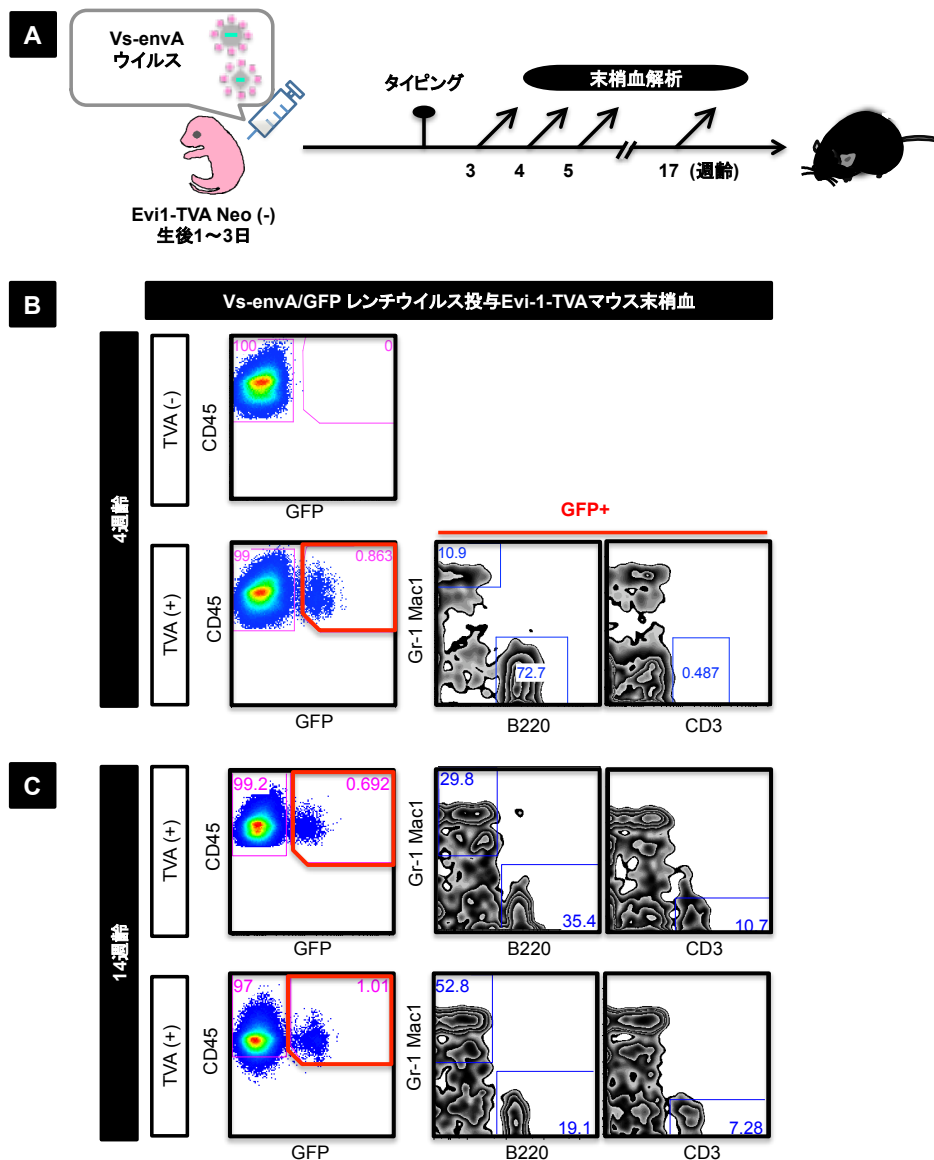 A
Vs-envA
ウイルス
Evi1-TVA Neo (-)
生後1〜3日
タイピング
末梢血解析
3
4
5
17 (週齢)
B
Vs-envA/GFP レンチウイルス投与Evi-1-TVAマウス末梢血
4週齢
TVA (-)
CD45
100
0
GFP
TVA (+)
CD45
99
0.863
GFP
GFP+
Gr-1 Mac1
10.9
72.7
B220
0.487
CD3
C
14週齢
TVA (+)
CD45
99.2
0.692
GFP
Gr-1 Mac1
29.8
35.4
B220
10.7
CD3
TVA (+)
CD45
97
1.01
GFP
Gr-1 Mac1
52.8
19.1
B220
7.28
CD3